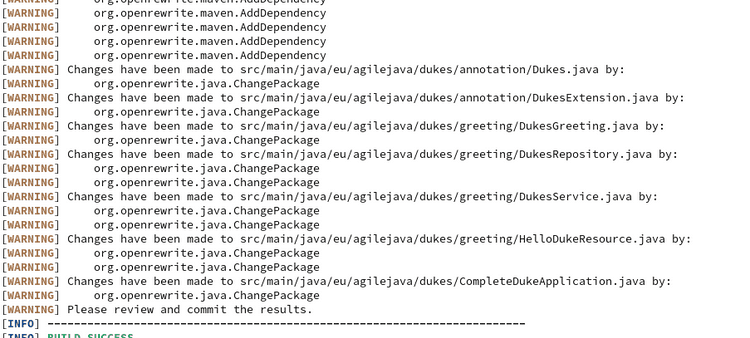 [WARNING]     org.openrewrite.maven.AddDependency
[WARNING]     org.openrewrite.maven.AddDependency
[WARNING]     org.openrewrite.maven.AddDependency
[WARNING]     org.openrewrite.maven.AddDependency
[WARNING] Changes have been made to src/main/java/eu/agilejava/dukes/annotation/Dukes.java by:
[WARNING]     org.openrewrite.java.ChangePackage
[WARNING] Changes have been made to src/main/java/eu/agilejava/dukes/annotation/DukesExtension.java by:
[WARNING]     org.openrewrite.java.ChangePackage
[WARNING] Changes have been made to src/main/java/eu/agilejava/dukes/greeting/DukesGreeting.java by:
[WARNING]     org.openrewrite.java.ChangePackage
[WARNING] Changes have been made to src/main/java/eu/agilejava/dukes/greeting/DukesRepository.java by:
[WARNING]     org.openrewrite.java.ChangePackage
[WARNING]     org.openrewrite.java.ChangePackage
[WARNING] Changes have been made to src/main/java/eu/agilejava/dukes/greeting/DukesService.java by:
[WARNING]     org.openrewrite.java.ChangePackage
[WARNING]     org.openrewrite.java.ChangePackage
[WARNING] Changes have been made to src/main/java/eu/agilejava/dukes/greeting/HelloDukeResource.java by:
[WARNING]     org.openrewrite.java.ChangePackage
[WARNING]     org.openrewrite.java.ChangePackage
[WARNING] Changes have been made to src/main/java/eu/agilejava/dukes/CompleteDukeApplication.java by:
[WARNING]     org.openrewrite.java.ChangePackage
[WARNING] Please review and commit the results.
[INFO] ------------------------------------------------------------------------
[INFO] BUILD SUCCESS